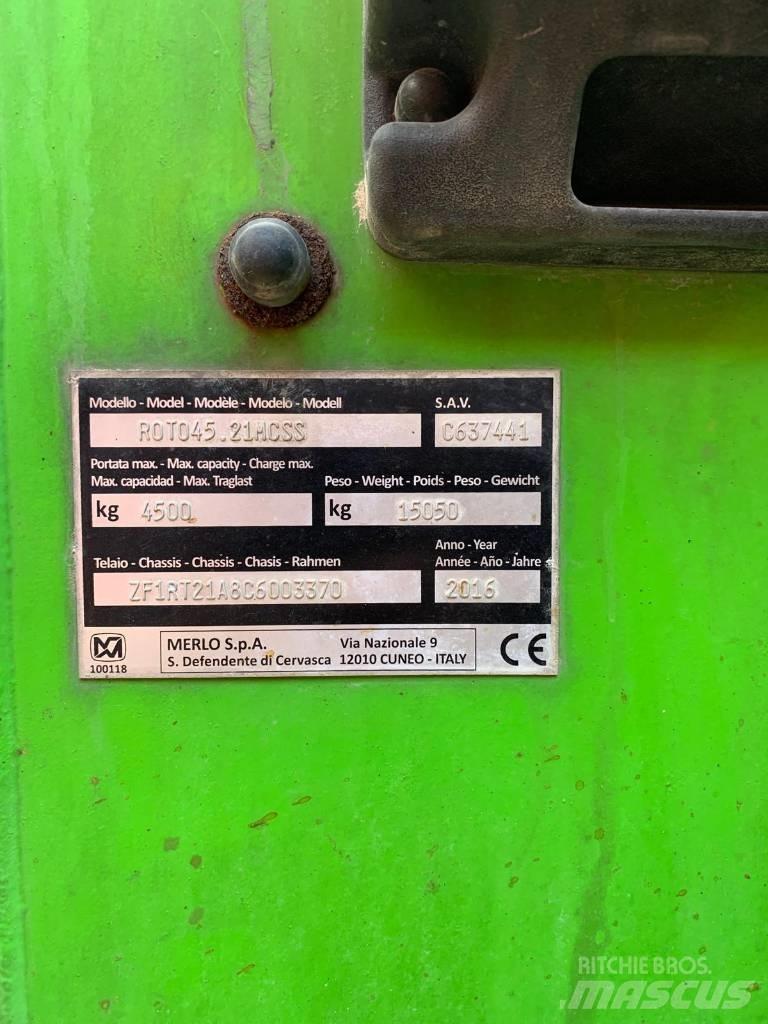 Modello - Model - Modèle - Modelo - Modell
S.A.V.
ROTO45.21MCSS
C637441
Portata max. - Max. capacity - Charge max.
Max. capacidad - Max. Traglast
Peso - Weight - Poids - Peso - Gewicht
kg 4500
kg 15050
Telaio - Chassis - Chassis - Chasis - Rahmen
Anno - Year
Année - Año - Jahre
ZF1RT21A8C6003370
2016
100118
MERLO S.p.A.
S. Defendente di Cervasca
Via Nazionale 9
12010 CUNEO - ITALY
CE
RITCHIE BROS.
MASCUS